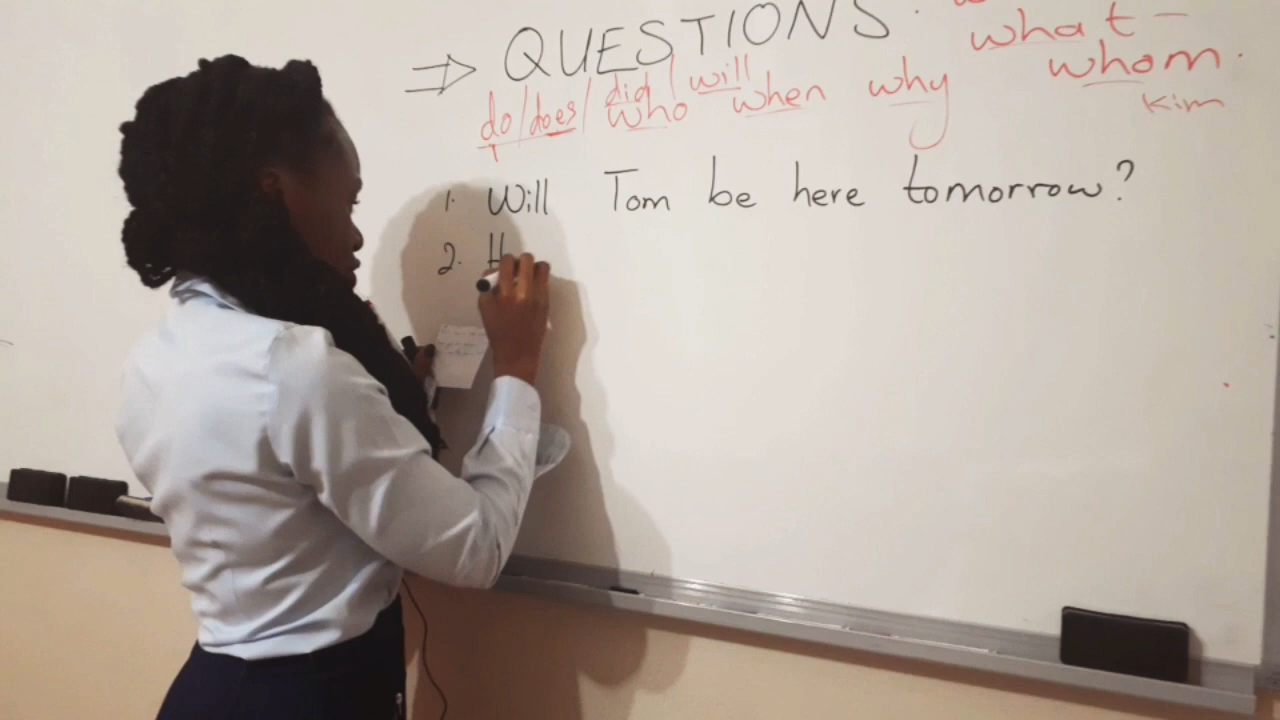 ⇒ QUESTIONS.
what -
do/does/did/will
who when why whom.
Kim
1. Will Tom be here tomorrow?
2. H